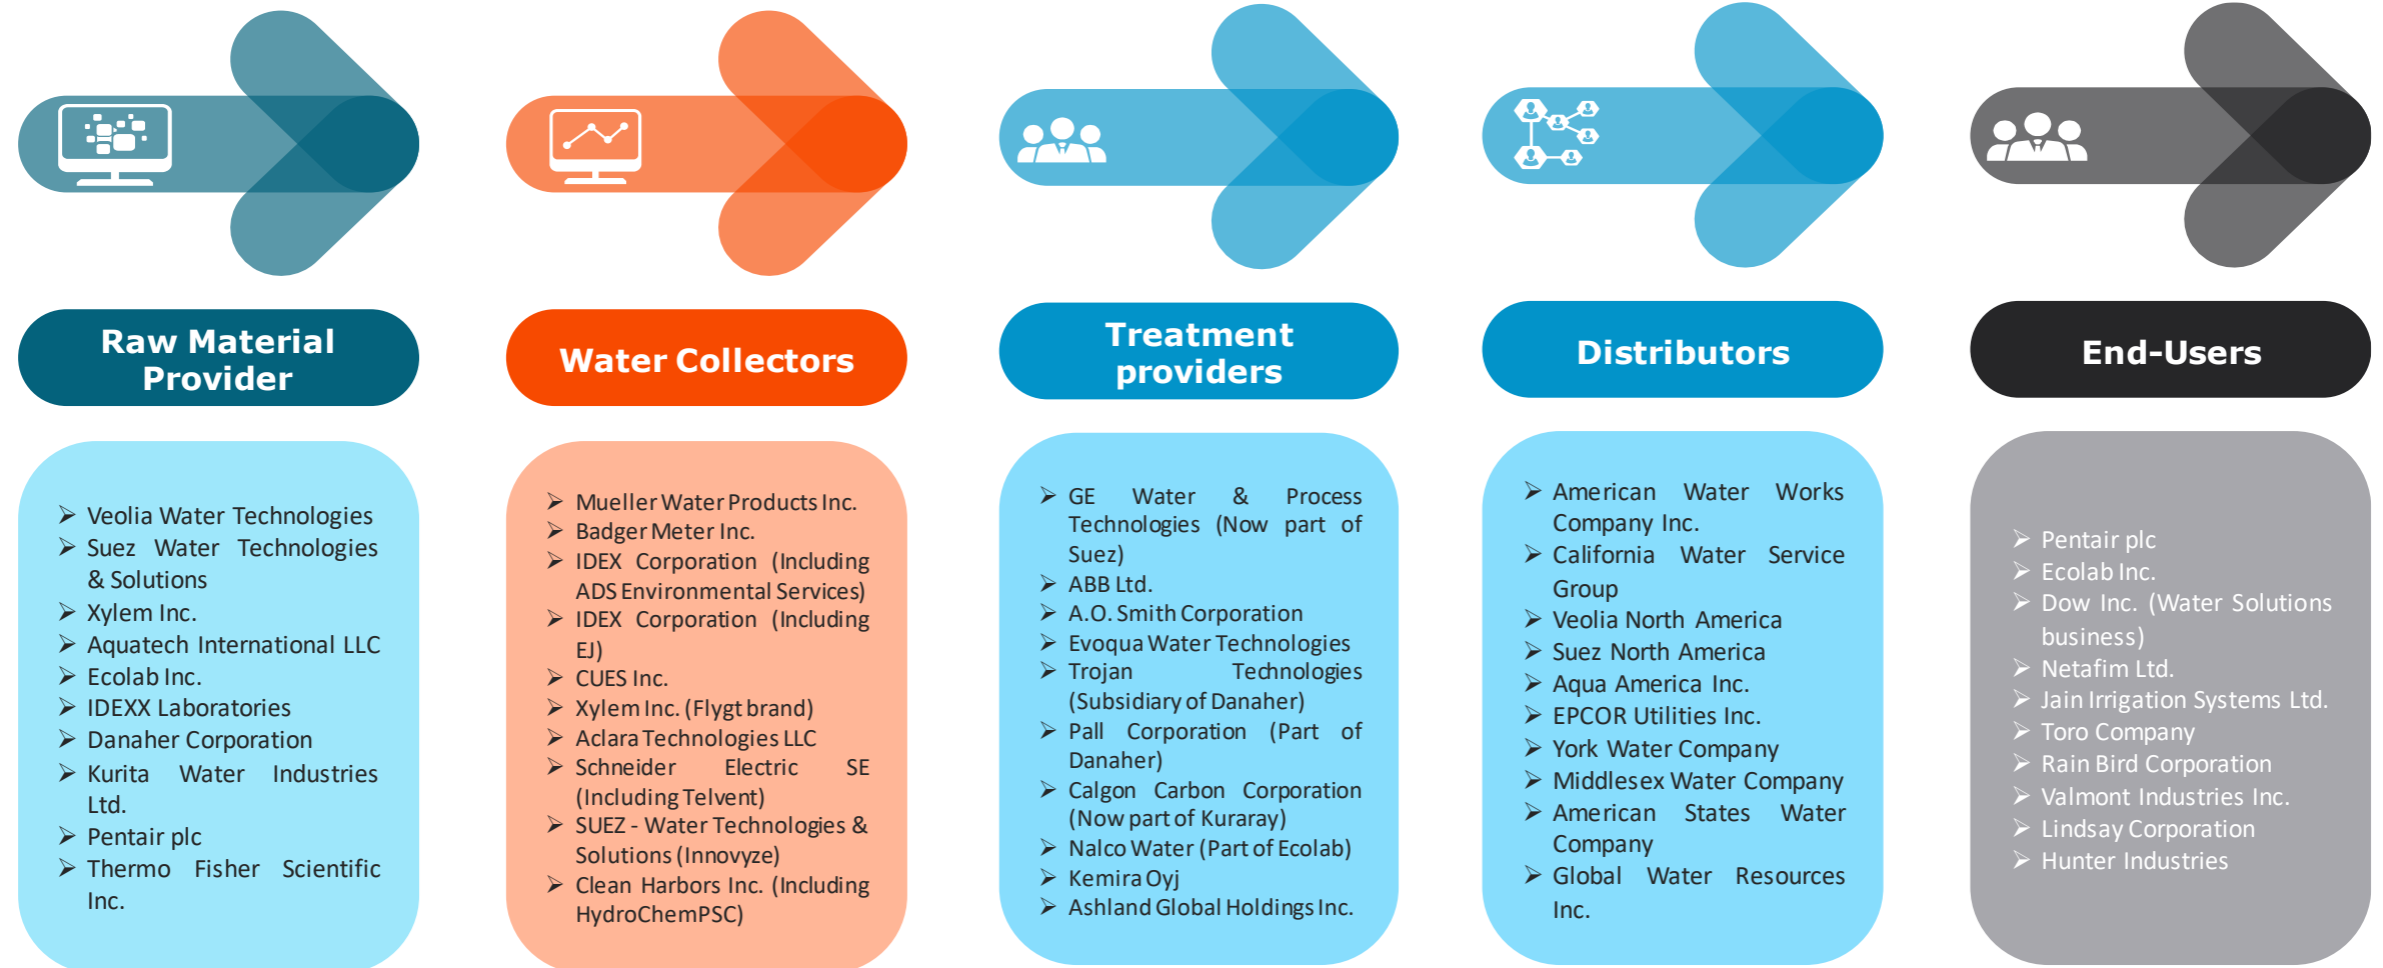 Raw Material
Provider
➢ Veolia Water Technologies
➢ Suez Water Technologies
& Solutions
➢ Xylem Inc.
➢ Aquatech International LLC
➢ Ecolab Inc.
➢ IDEXX Laboratories
➢ Danaher Corporation
➢ Kurita Water Industries
Ltd.
➢ Pentair plc
➢ Thermo Fisher Scientific
Inc.
Water Collectors
➢ Mueller Water Products Inc.
➢ Badger Meter Inc.
➢ IDEX Corporation (Including
ADS Environmental Services)
➢ IDEX Corporation (Including
EJ)
➢ CUES Inc.
➢ Xylem Inc. (Flygt brand)
➢ Aclara Technologies LLC
➢ Schneider Electric SE
(Including Telvent)
➢ SUEZ - Water Technologies &
Solutions (Innovyze)
➢ Clean Harbors Inc. (Including
HydroChemPSC)
Treatment
providers
➢ GE Water & Process
Technologies (Now part of
Suez)
➢ ABB Ltd.
➢ A.O. Smith Corporation
➢ Evoqua Water Technologies
➢ Trojan Technologies
(Subsidiary of Danaher)
➢ Pall Corporation (Part of
Danaher)
➢ Calgon Carbon Corporation
(Now part of Kuraray)
➢ Nalco Water (Part of Ecolab)
➢ Kemira Oyj
➢ Ashland Global Holdings Inc.
Distributors
➢ American Water Works
Company Inc.
➢ California Water Service
Group
➢ Veolia North America
➢ Suez North America
➢ Aqua America Inc.
➢ EPCOR Utilities Inc.
➢ York Water Company
➢ Middlesex Water Company
➢ American States Water
Company
➢ Global Water Resources
Inc.
End-Users
➢ Pentair plc
➢ Ecolab Inc.
➢ Dow Inc. (Water Solutions
business)
➢ Netafim Ltd.
➢ Jain Irrigation Systems Ltd.
➢ Toro Company
➢ Rain Bird Corporation
➢ Valmont Industries Inc.
➢ Lindsay Corporation
➢ Hunter Industries